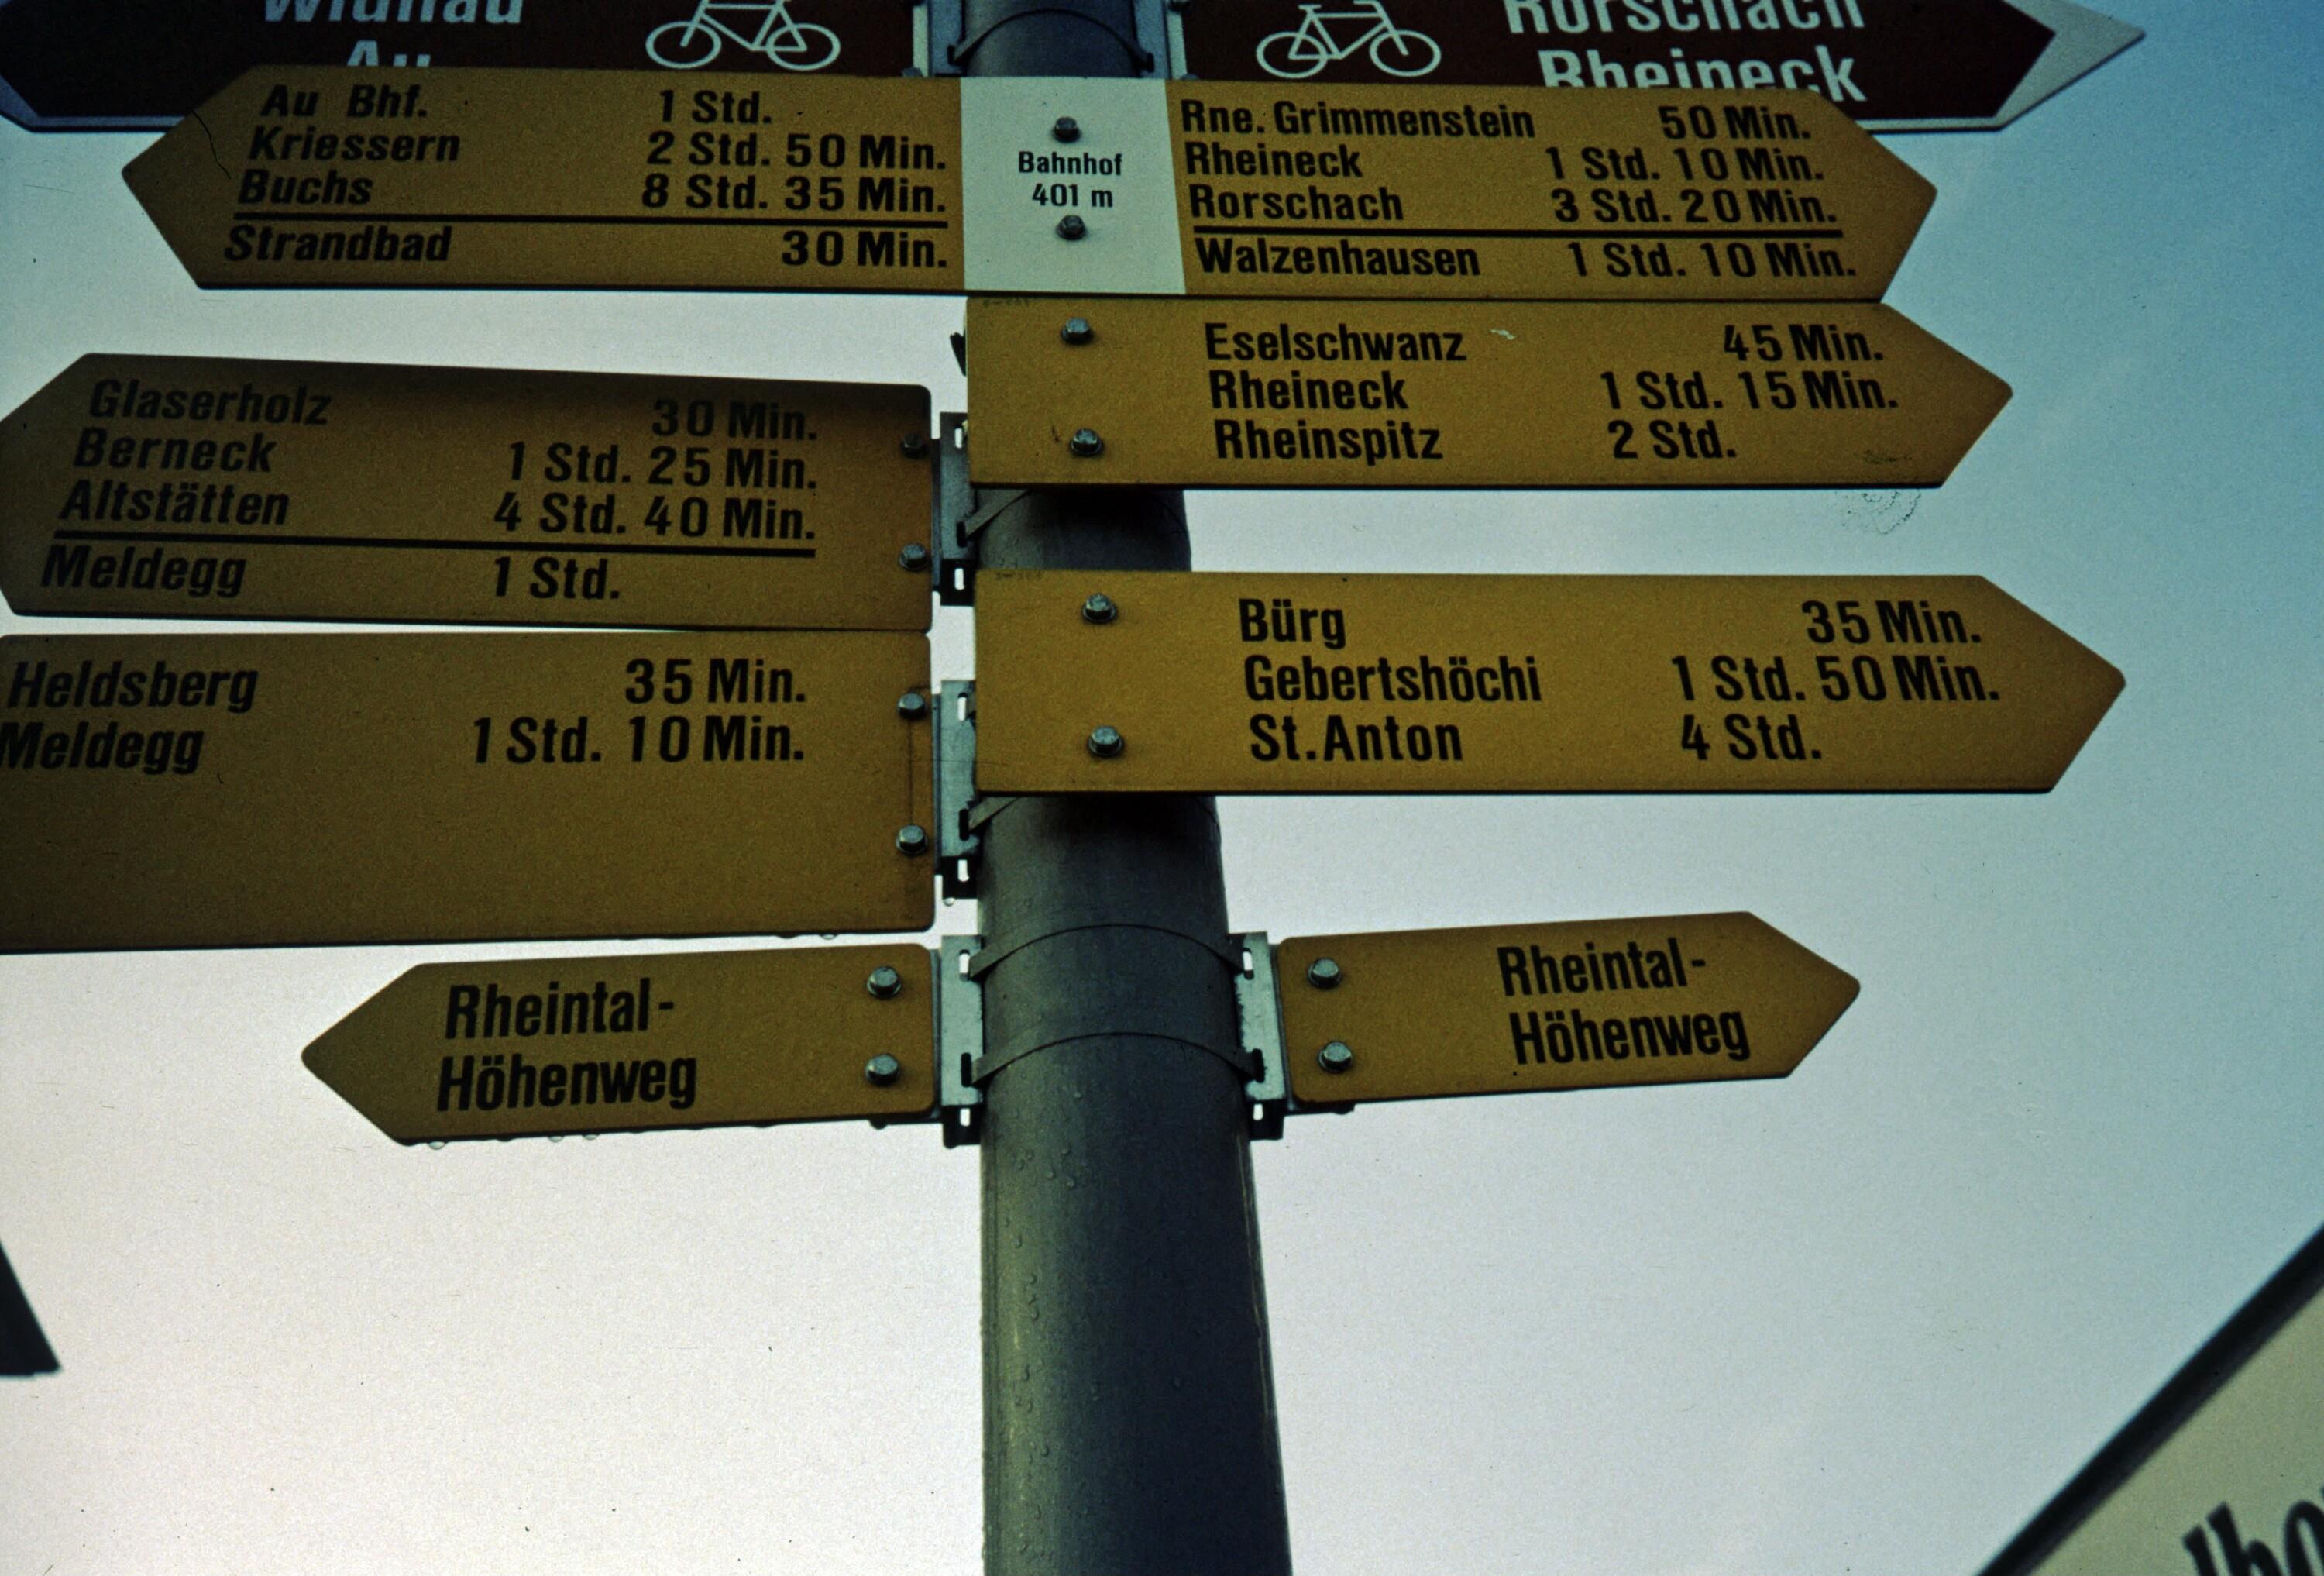 Widnau
Au
Rorschach
Rheineck
Au Bhf. 1 Std.
Kriessern 2 Std. 50 Min.
Buchs 8 Std. 35 Min.
Strandbad 30 Min.
Bahnhof
401 m
Rne. Grimmenstein 50 Min.
Rheineck 1 Std. 10 Min.
Rorschach 3 Std. 20 Min.
Walzenhausen 1 Std. 10 Min.
Eselschwanz 45 Min.
Rheineck 1 Std. 15 Min.
Rheinspitz 2 Std.
Glaserholz 30 Min.
Berneck 1 Std. 25 Min.
Altstätten 4 Std. 40 Min.
Meldegg 1 Std.
Bürg 35 Min.
Gebertshöchi 1 Std. 50 Min.
St. Anton 4 Std.
Heldsberg 35 Min.
Meldegg 1 Std. 10 Min.
Rheintal-
Höhenweg
Rheintal-
Höhenweg